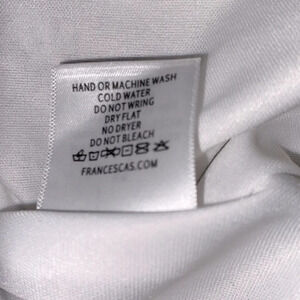 HAND OR MACHINE WASH
COLD WATER
DO NOT WRING
DRY FLAT
NO DRYER
DO NOT BLEACH
FRANCESCAS.COM